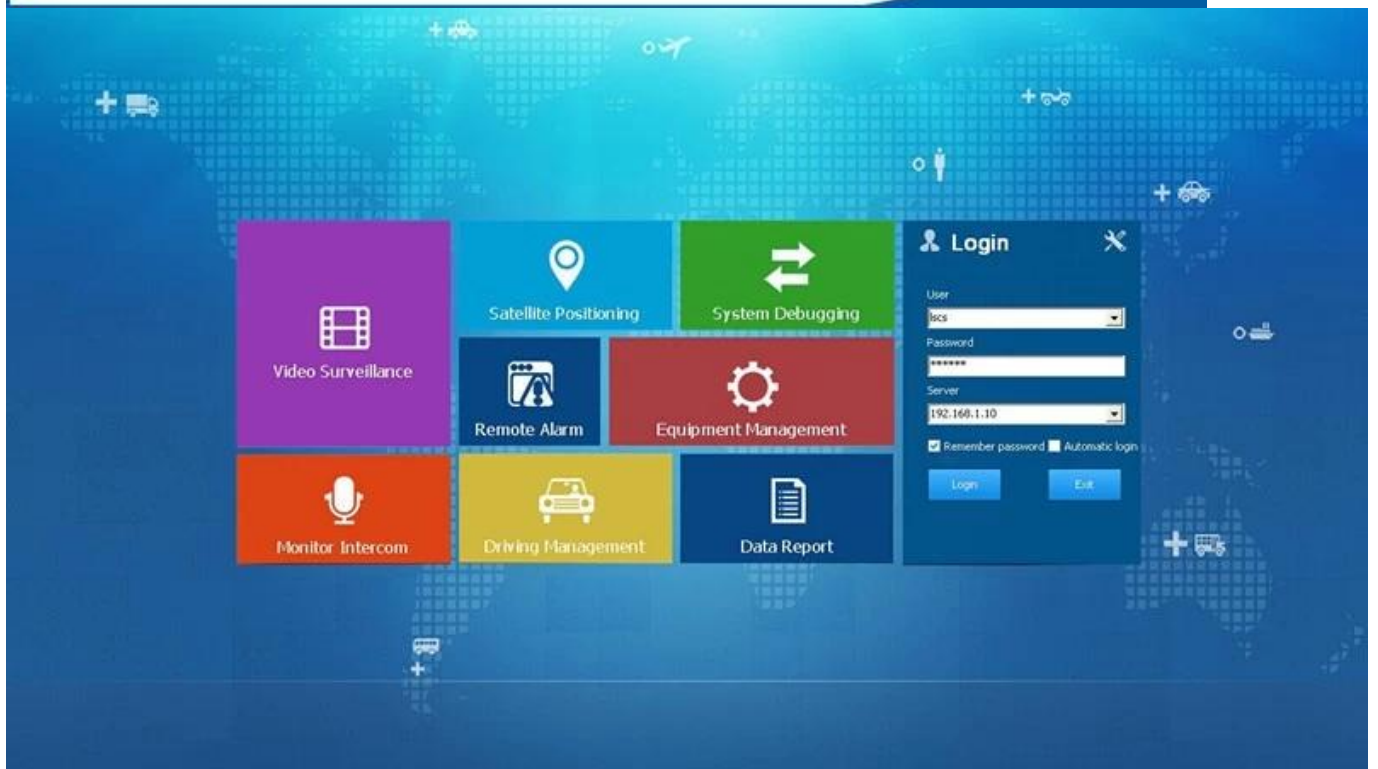 Login
User
lscs
Password
******
Server
192.168.1.10
Remember password Automatic login
Login Exit
Video Surveillance
Satellite Positioning
System Debugging
Remote Alarm
Equipment Management
Monitor Intercom
Driving Management
Data Report